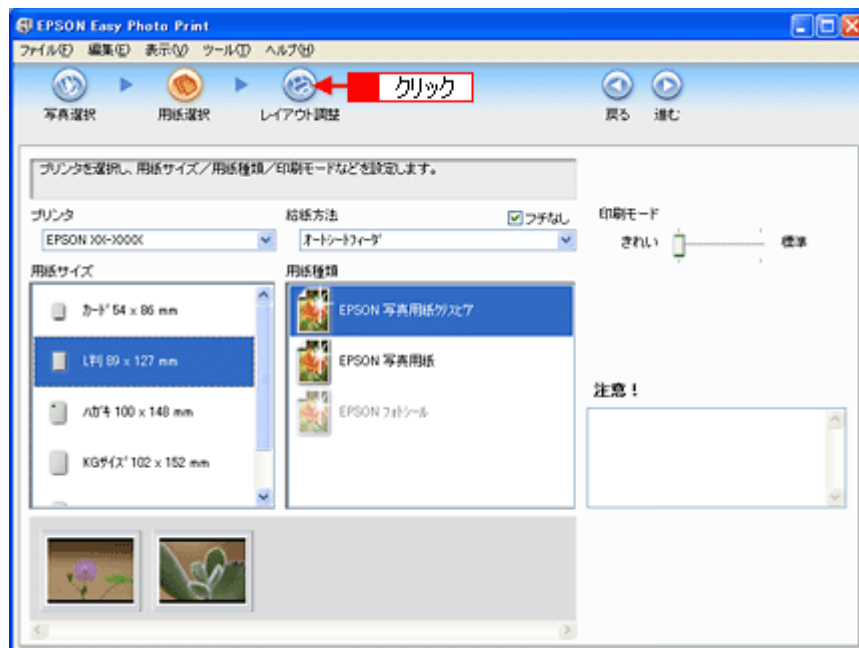 EPSON Easy Photo Print
ファイル(F) 編集(E) 表示(V) ツール(T) ヘルプ(H)
クリック
写真選択 用紙選択 レイアウト調整 戻る 進む
プリンタを選択し、用紙サイズ/用紙種類/印刷モードなどを設定します。
プリンタ 給紙方法 フチなし 印刷モード
EPSON XX-XXXX オートシートフィーダ きれい 標準
用紙サイズ 用紙種類
カード 54 x 86 mm EPSON 写真用紙クリスピア
L判 89 x 127 mm EPSON 写真用紙
注意!
ハガキ 100 x 148 mm EPSON フォトシール
KGサイズ 102 x 152 mm